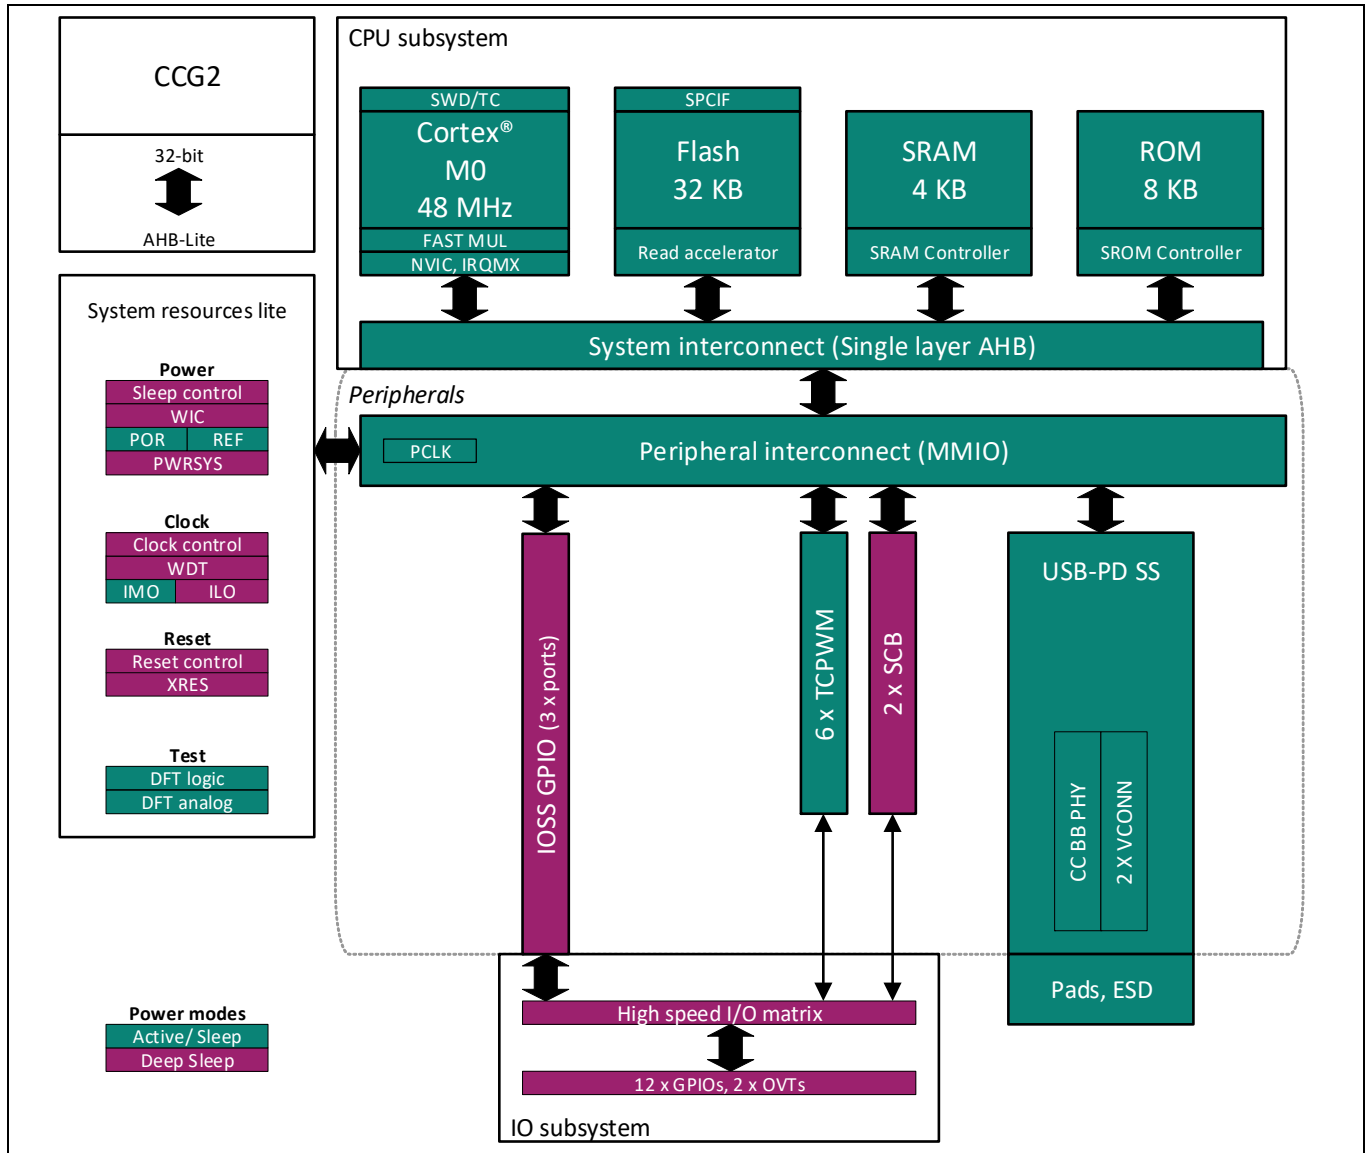 CCG2
32-bit
AHB-Lite
System resources lite
Power
Sleep control
WIC
POR REF
PWRSYS
Clock
Clock control
WDT
IMO ILO
Reset
Reset control
XRES
Test
DFT logic
DFT analog
Power modes
Active/ Sleep
Deep Sleep
CPU subsystem
SWD/TC
Cortex®
M0
48 MHz
FAST MUL
NVIC, IRQMX
SPCIF
Flash
32 KB
Read accelerator
SRAM
4 KB
SRAM Controller
ROM
8 KB
SROM Controller
System interconnect (Single layer AHB)
Peripherals
PCLK
Peripheral interconnect (MMIO)
IOSS GPIO (3 x ports)
6 x TCPWM
2 x SCB
USB-PD SS
CC BB PHY
2 X VCONN
Pads, ESD
High speed I/O matrix
12 x GPIOs, 2 x OVTs
IO subsystem